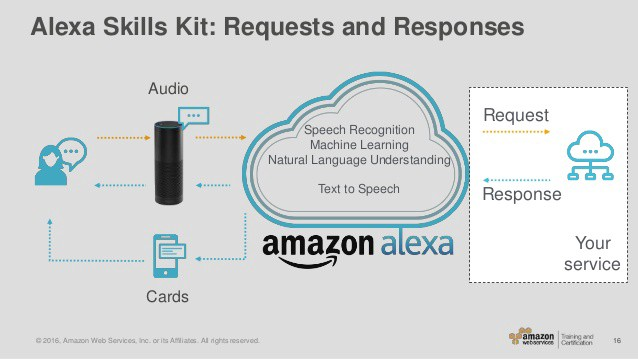 Alexa Skills Kit: Requests and Responses
Audio
Speech Recognition
Machine Learning
Natural Language Understanding
Text to Speech
amazon alexa
Request
Response
Your
service
Cards
© 2016, Amazon Web Services, Inc. or its Affiliates. All rights reserved.
amazon
web services
Training and
Certification
16